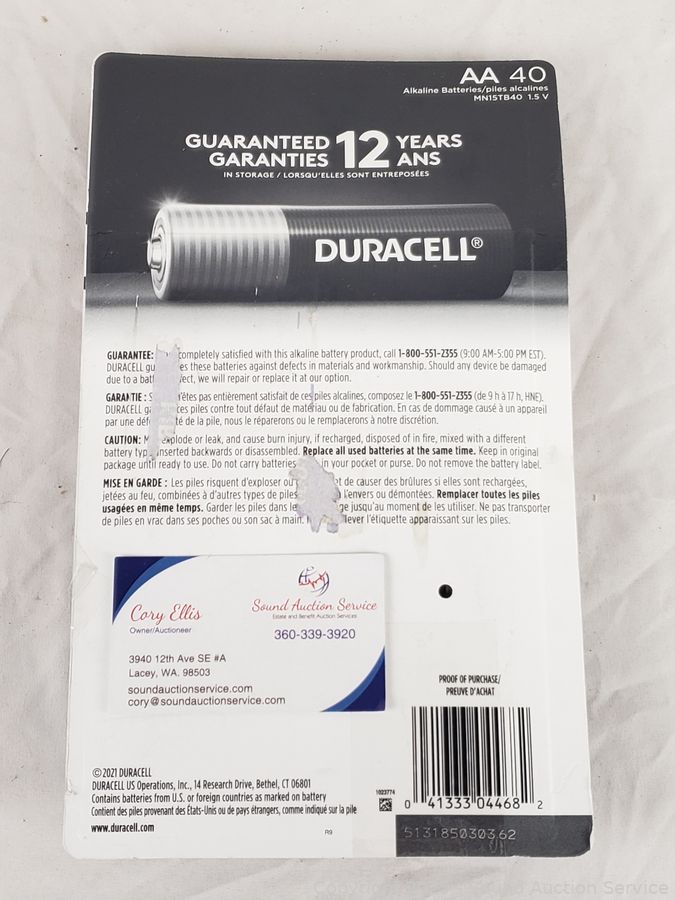 AA 40
Alkaline Batteries/piles alcalines
MN15TB40 1.5 V
GUARANTEED 12 YEARS
GARANTIES ANS
IN STORAGE / LORSQU'ELLES SONT ENTREPOSÉES
DURACELL®
GUARANTEE: completely satisfied with this alkaline battery product, call 1-800-551-2355 (9:00 AM-5:00 PM EST).
DURACELL these batteries against defects in materials and workmanship. Should any device be damaged
due to a we will repair or replace it at our option.
GARANTIE : n'êtes pas entièrement satisfait de ces piles alcalines, composez le 1-800-551-2355 (de 9 h à 17 h, HNE).
DURACELL ces piles contre tout défaut de matériau ou de fabrication. En cas de dommage causé à un appareil
par une de la pile, nous le réparerons ou le remplacerons à notre discrétion.
CAUTION: explode or leak, and cause burn injury, if recharged, disposed of in fire, mixed with a different
battery inserted backwards or disassembled. Replace all used batteries at the same time. Keep in original
package until ready to use. Do not carry batteries in your pocket or purse. Do not remove the battery label.
MISE EN GARDE : Les piles risquent d'exploser ou et de causer des brûlures si elles sont rechargées,
jetées au feu, combinées à d'autres types de piles l'envers ou démontées. Remplacer toutes les piles
usagées en même temps. Garder les piles dans jusqu'au moment de les utiliser. Ne pas transporter
de piles en vrac dans ses poches ou son sac à main. l'étiquette apparaissant sur les piles.
Cory Ellis
Owner/Auctioneer
Sound Auction Service
Estate and Benefit Auction Services
360-339-3920
3940 12th Ave SE #A
Lacey, WA. 98503
soundauctionservice.com
cory@soundauctionservice.com
PROOF OF PURCHASE/
PREUVE D'ACHAT
©2021 DURACELL
DURACELL US Operations, Inc., 14 Research Drive, Bethel, CT 06801
Contains batteries from U.S. or foreign countries as marked on battery
Contient des piles provenant des États-Unis ou de pays étrangers, comme indiqué sur la pile
www.duracell.com
R9
1023774
0 41333 04468 2
513185030362
Auction Service